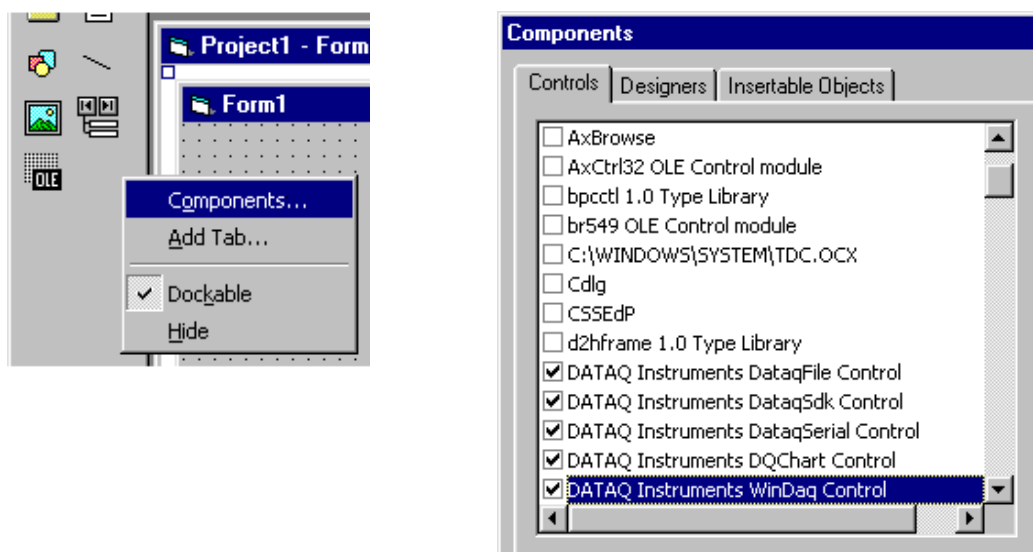 Project1 - Form
Form1
OLE
Components...
Add Tab...
Dockable
Hide
Components
Controls
Designers
Insertable Objects
AxBrowse
AxCtrl32 OLE Control module
bpcctl 1.0 Type Library
br549 OLE Control module
C:\WINDOWS\SYSTEM\TDC.OCX
Cdlg
CSSEdP
d2hframe 1.0 Type Library
DATAQ Instruments DataqFile Control
DATAQ Instruments DataqSdk Control
DATAQ Instruments DataqSerial Control
DATAQ Instruments DQChart Control
DATAQ Instruments WinDaq Control